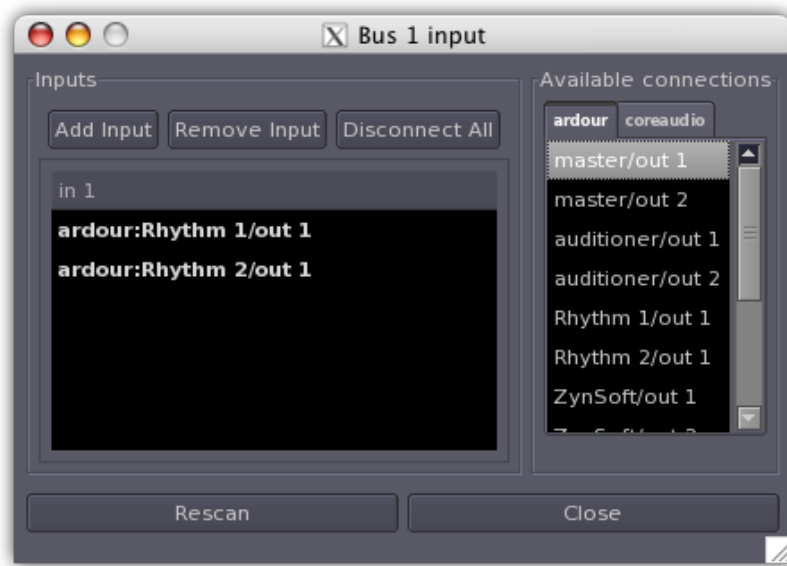 X Bus 1 input
Inputs
Add Input Remove Input Disconnect All
in 1
ardour:Rhythm 1/out 1
ardour:Rhythm 2/out 1
Available connections
ardour coreaudio
master/out 1
master/out 2
auditioner/out 1
auditioner/out 2
Rhythm 1/out 1
Rhythm 2/out 1
ZynSoft/out 1
Rescan Close